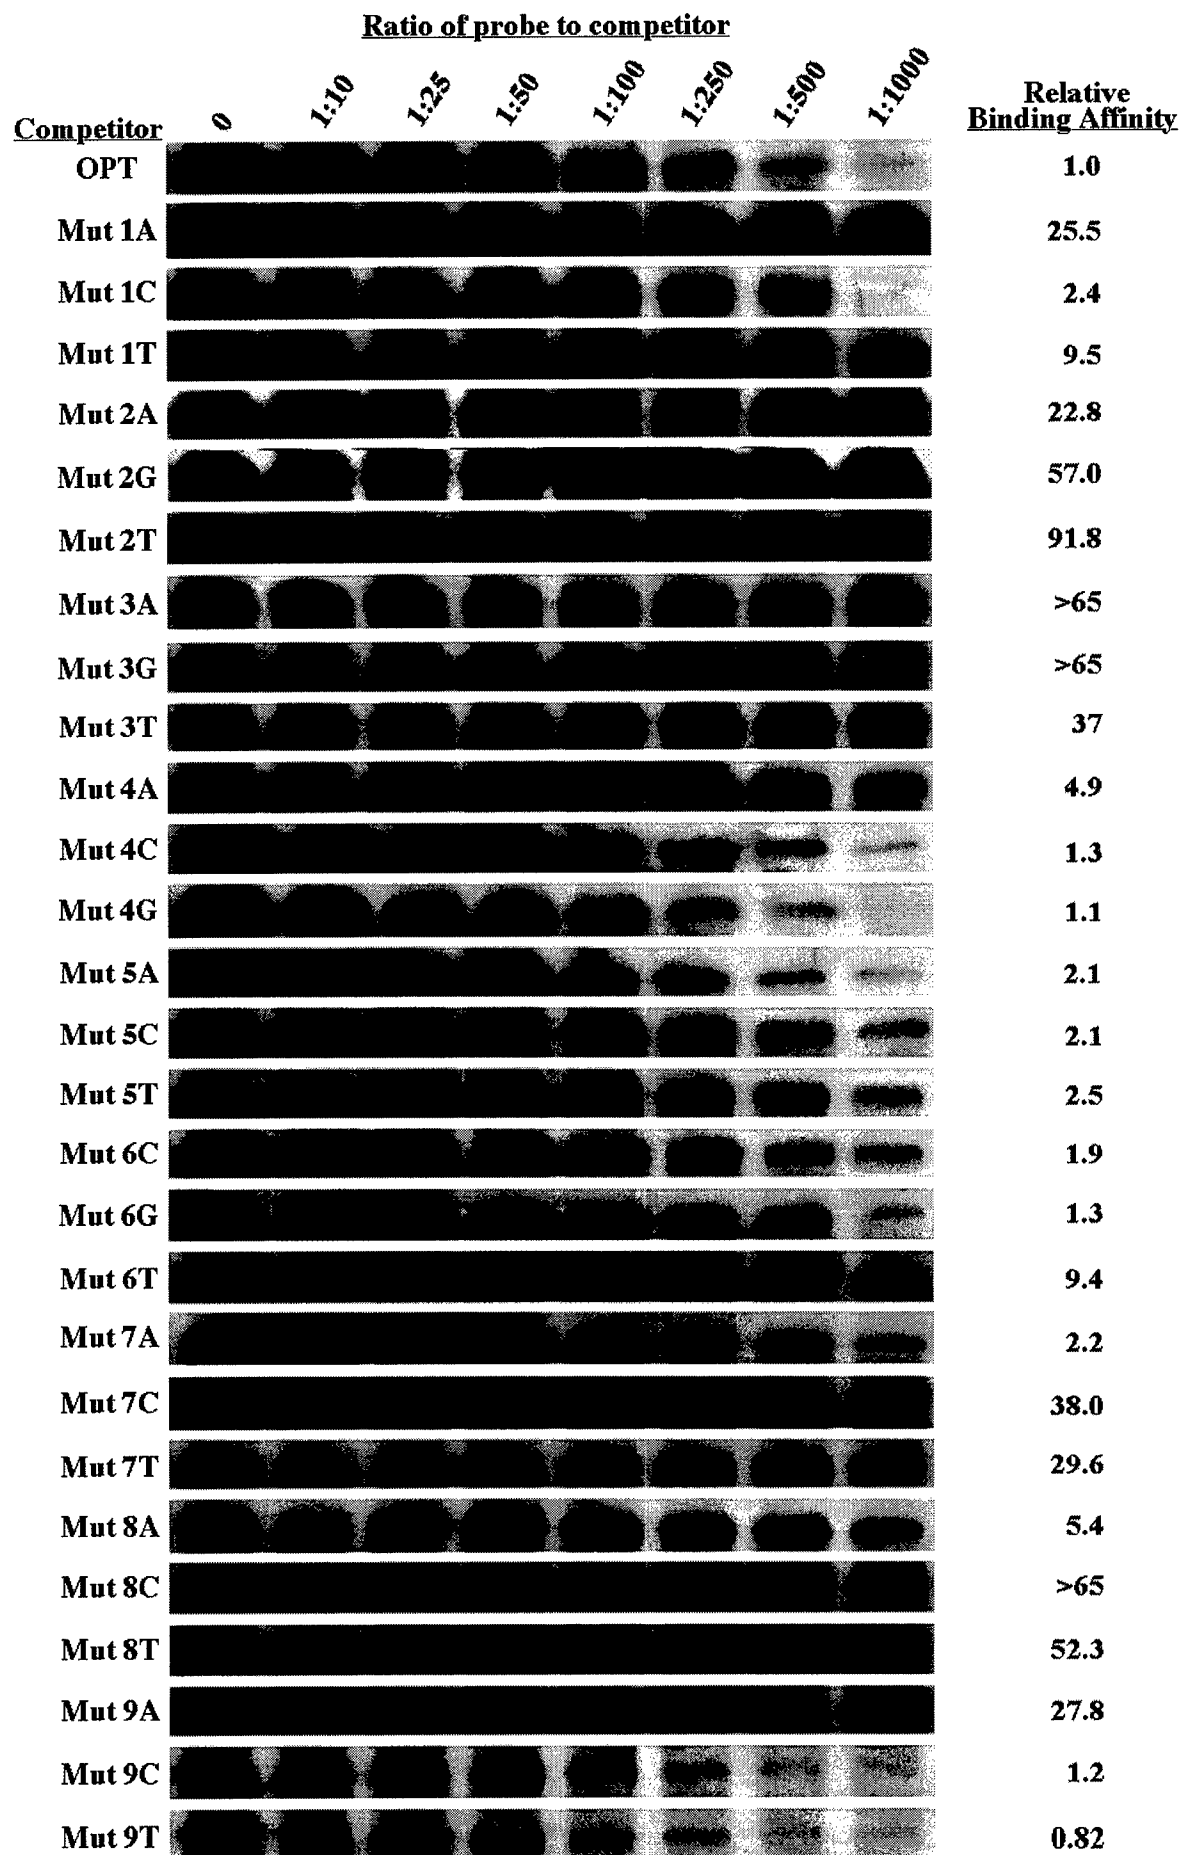 Ratio of probe to competitor
0 1:10 1:25 1:50 1:100 1:250 1:500 1:1000
Relative
Competitor Binding Affinity
OPT 1.0
Mut 1A 25.5
Mut 1C 2.4
Mut 1T 9.5
Mut 2A 22.8
Mut 2G 57.0
Mut 2T 91.8
Mut 3A >65
Mut 3G >65
Mut 3T 37
Mut 4A 4.9
Mut 4C 1.3
Mut 4G 1.1
Mut 5A 2.1
Mut 5C 2.1
Mut 5T 2.5
Mut 6C 1.9
Mut 6G 1.3
Mut 6T 9.4
Mut 7A 2.2
Mut 7C 38.0
Mut 7T 29.6
Mut 8A 5.4
Mut 8C >65
Mut 8T 52.3
Mut 9A 27.8
Mut 9C 1.2
Mut 9T 0.82